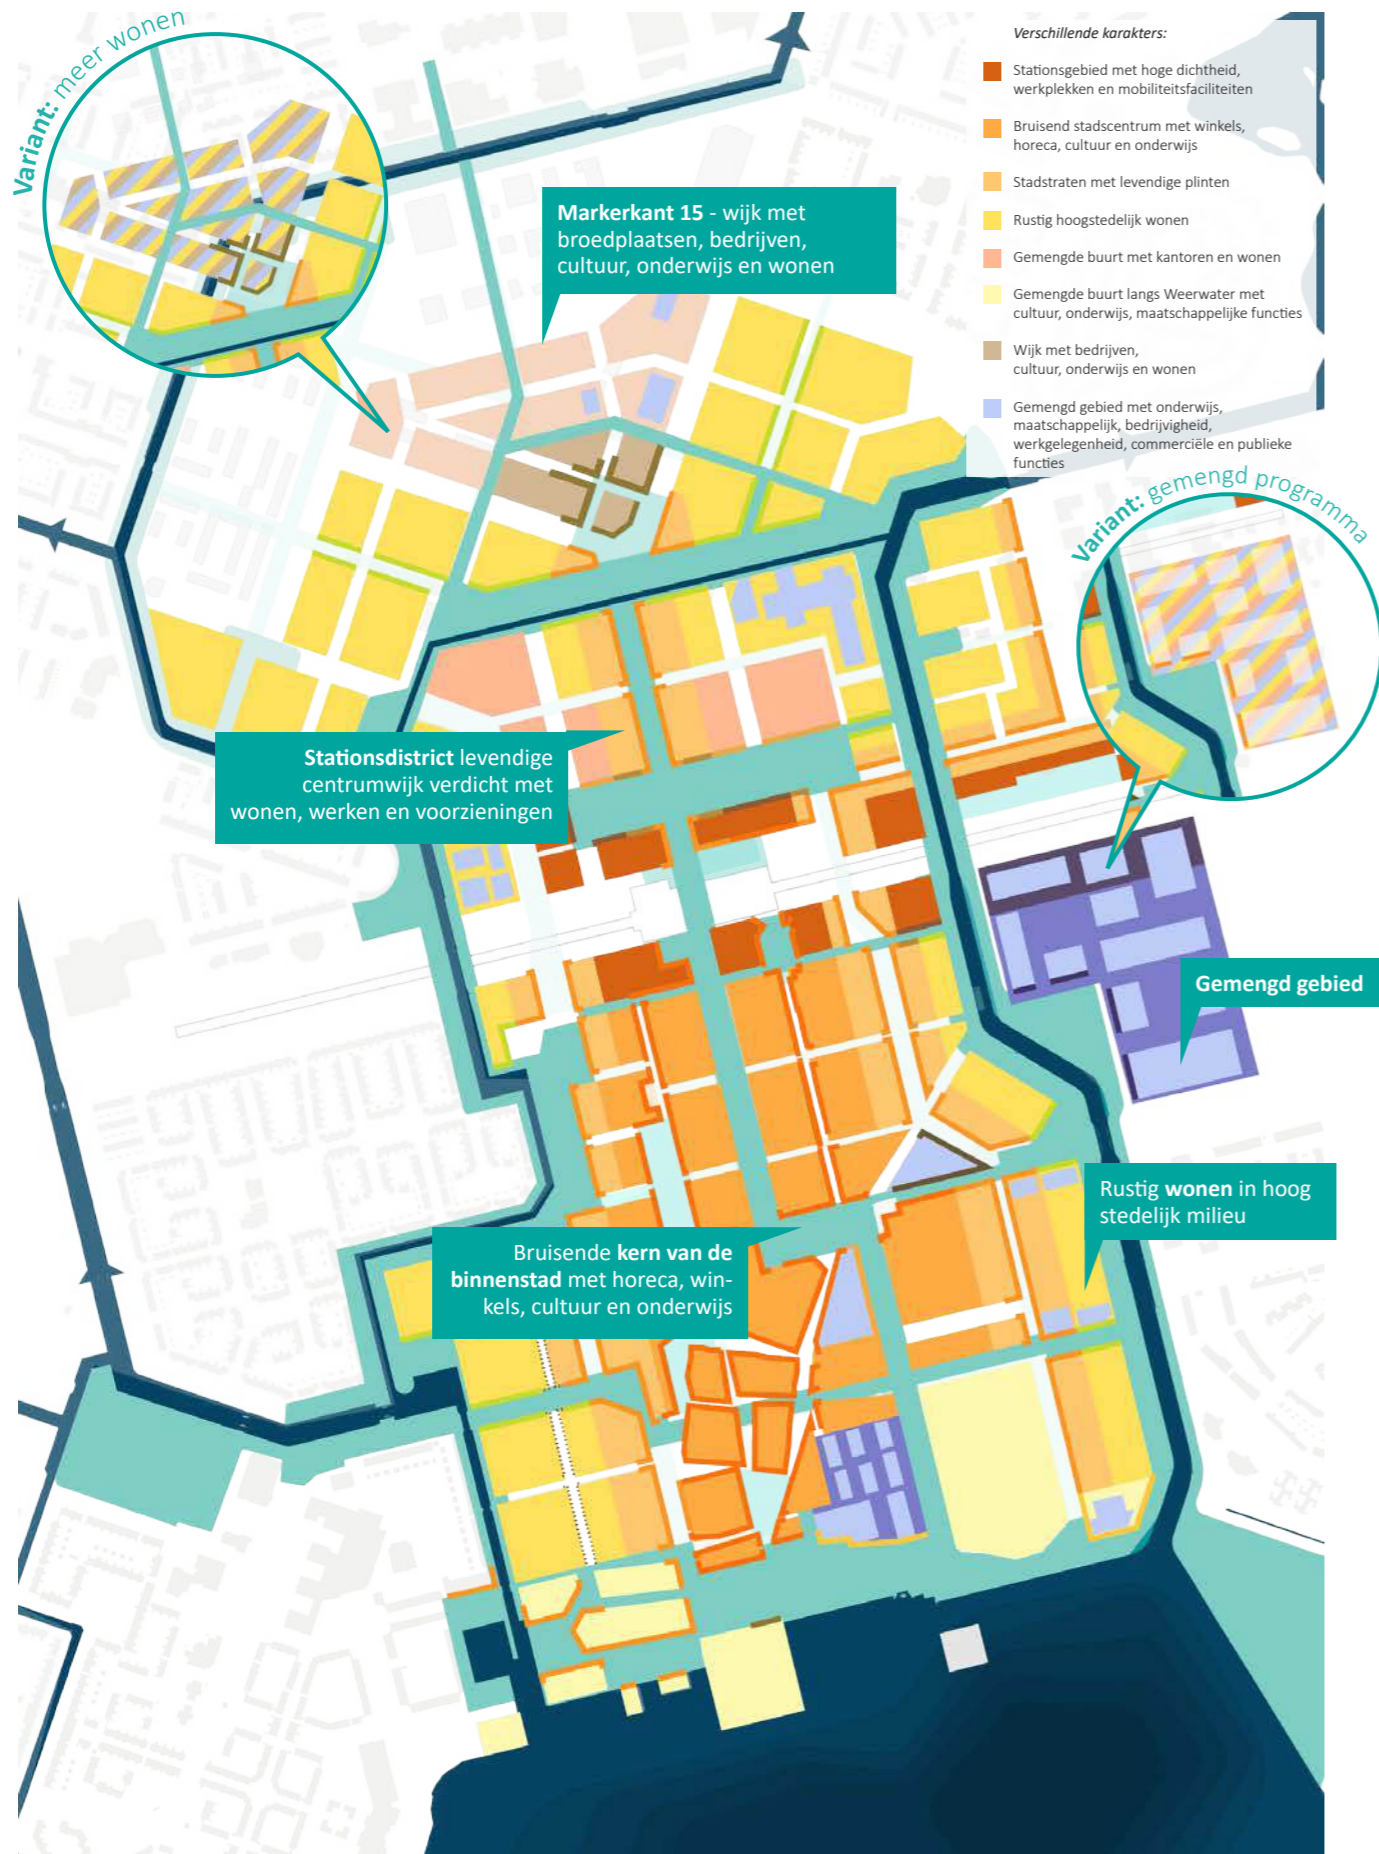 Variant: meer wonen
Verschillende karakters:
Stationsgebied met hoge dichtheid,
werkplekken en mobiliteitsfaciliteiten
Bruisend stadscentrum met winkels,
horeca, cultuur en onderwijs
Stadstraten met levendige plinten
Rustig hoogstedelijk wonen
Gemengde buurt met kantoren en wonen
Gemengde buurt langs Weerwater met
cultuur, onderwijs, maatschappelijke functies
Wijk met bedrijven,
cultuur, onderwijs en wonen
Gemengd gebied met onderwijs,
maatschappelijk, bedrijvigheid,
werkgelegenheid, commerciële en publieke
functies
Markerkant 15 - wijk met
broedplaatsen, bedrijven,
cultuur, onderwijs en wonen
Variant: gemengd programma
Stationsdistrict levendige
centrumwijk verdicht met
wonen, werken en voorzieningen
Gemengd gebied
Rustig wonen in hoog
stedelijk milieu
Bruisende kern van de
binnenstad met horeca, win-
kels, cultuur en onderwijs